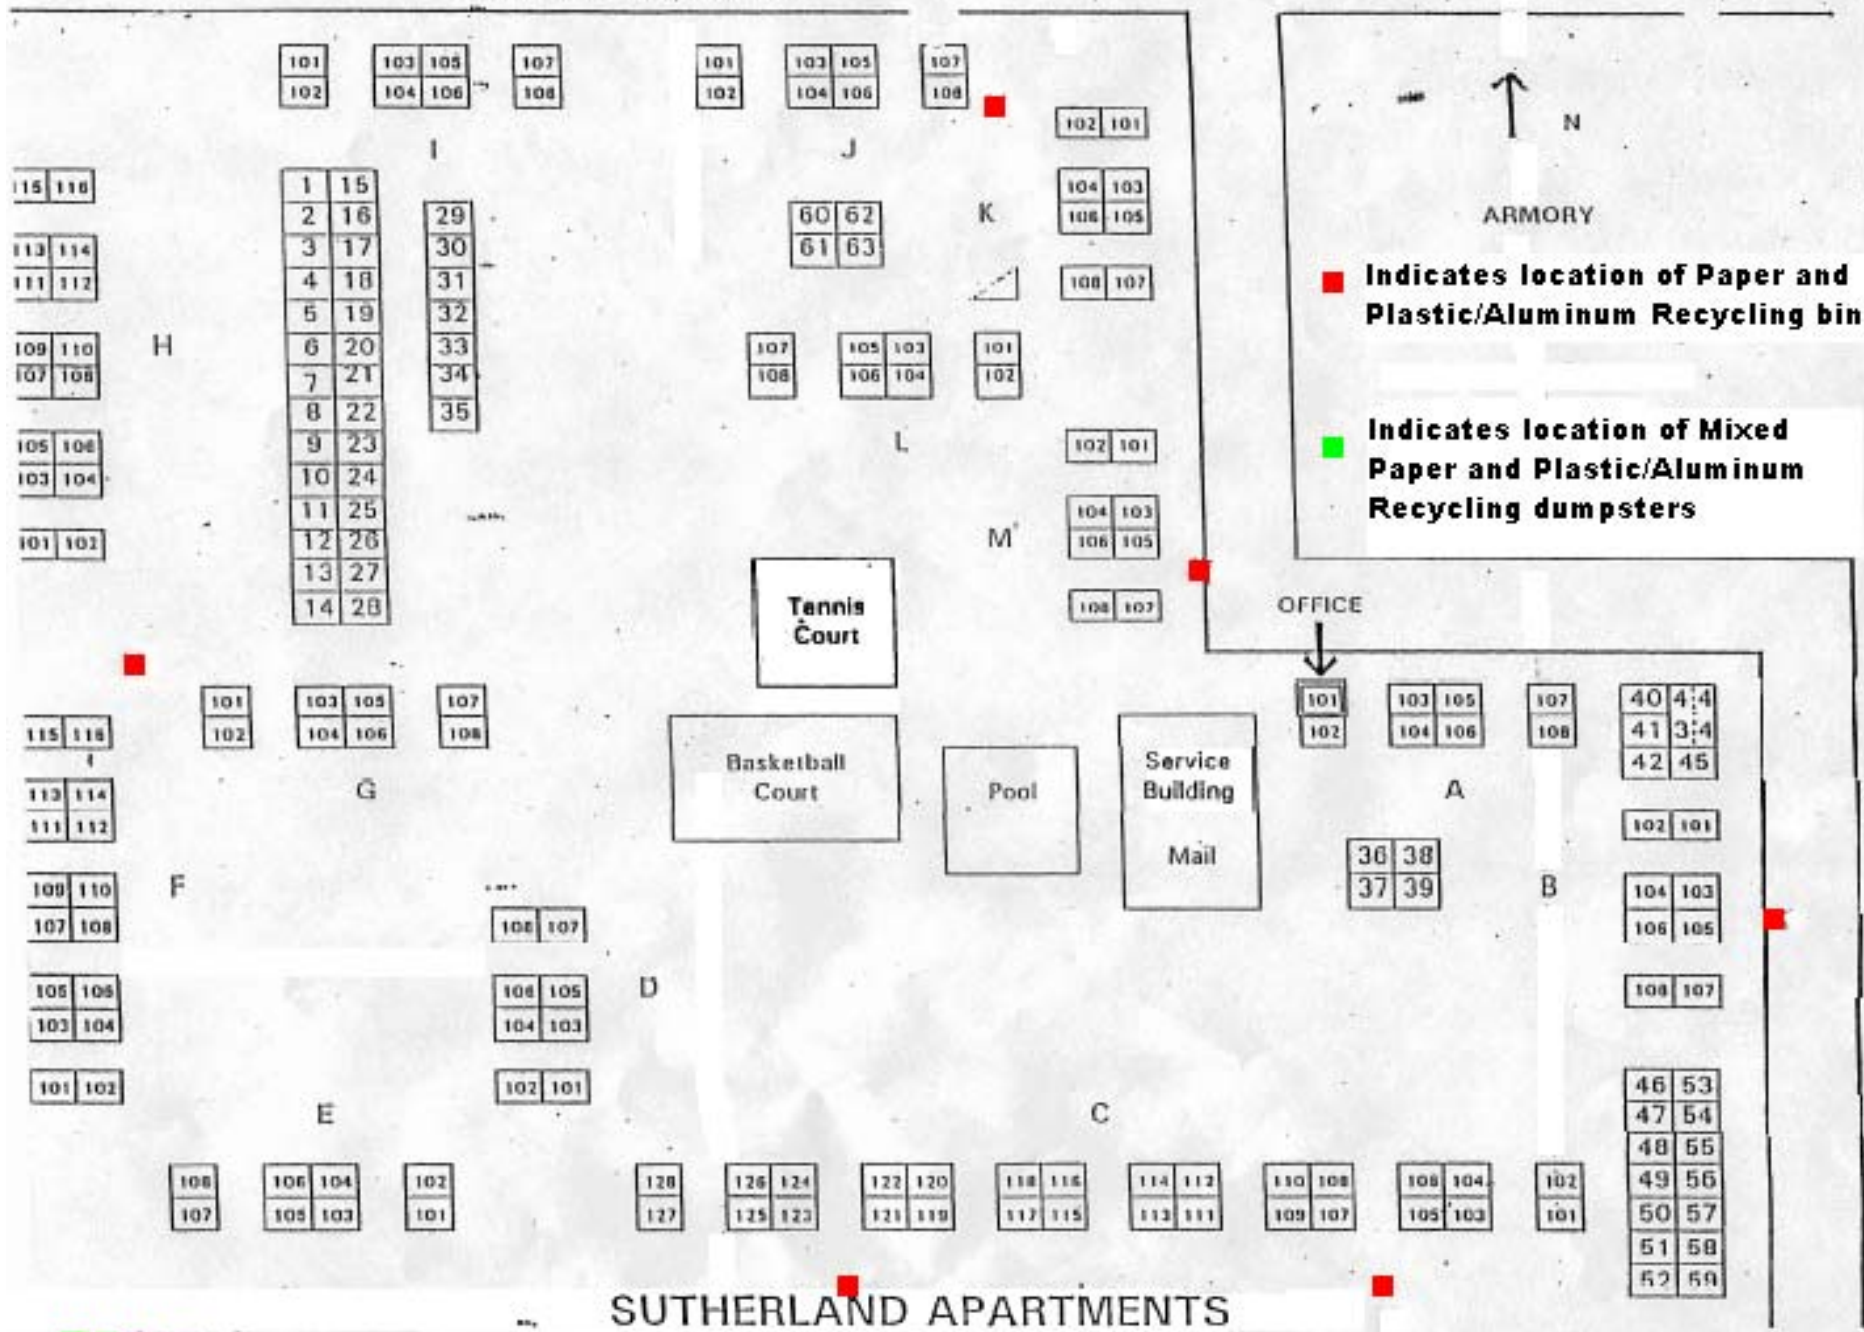 101 103 105 107
102 104 106 108
101 103 105 107
102 104 106 108
I
J
102 101
N
115 116
1 15
2 16
3 17
4 18
5 19
6 20
7 21
8 22
9 23
10 24
11 25
12 26
13 27
14 28
29
30
31
32
33
34
35
60 62
61 63
K
104 103
106 105
108 107
ARMORY
Indicates location of Paper and
Plastic/Aluminum Recycling bin
113 114
111 112
109 110
107 108
H
105 106
103 104
101 102
107 105 103 101
108 106 104 102
L
102 101
104 103
106 105
108 107
M
Indicates location of Mixed
Paper and Plastic/Aluminum
Recycling dumpsters
Tennis
Court
OFFICE
101 103 105 107
102 104 106 108
G
115 116
113 114
111 112
109 110
107 108
F
105 106
103 104
101 102
Basketball
Court
Pool
Service
Building
Mail
101 103 105 107
102 104 106 108
A
36 38
37 39
B
40 44
41 34
42 45
102 101
104 103
106 105
108 107
108 107
106 105
104 103
102 101
D
E
C
46 53
47 54
48 55
49 56
50 57
51 58
52 59
108 106 104 102
107 105 103 101
128 126 124 122 120 118 116 114 112 110 108 106 104 102
127 125 123 121 119 117 115 113 111 109 107 105 103 101
SUTHERLAND APARTMENTS